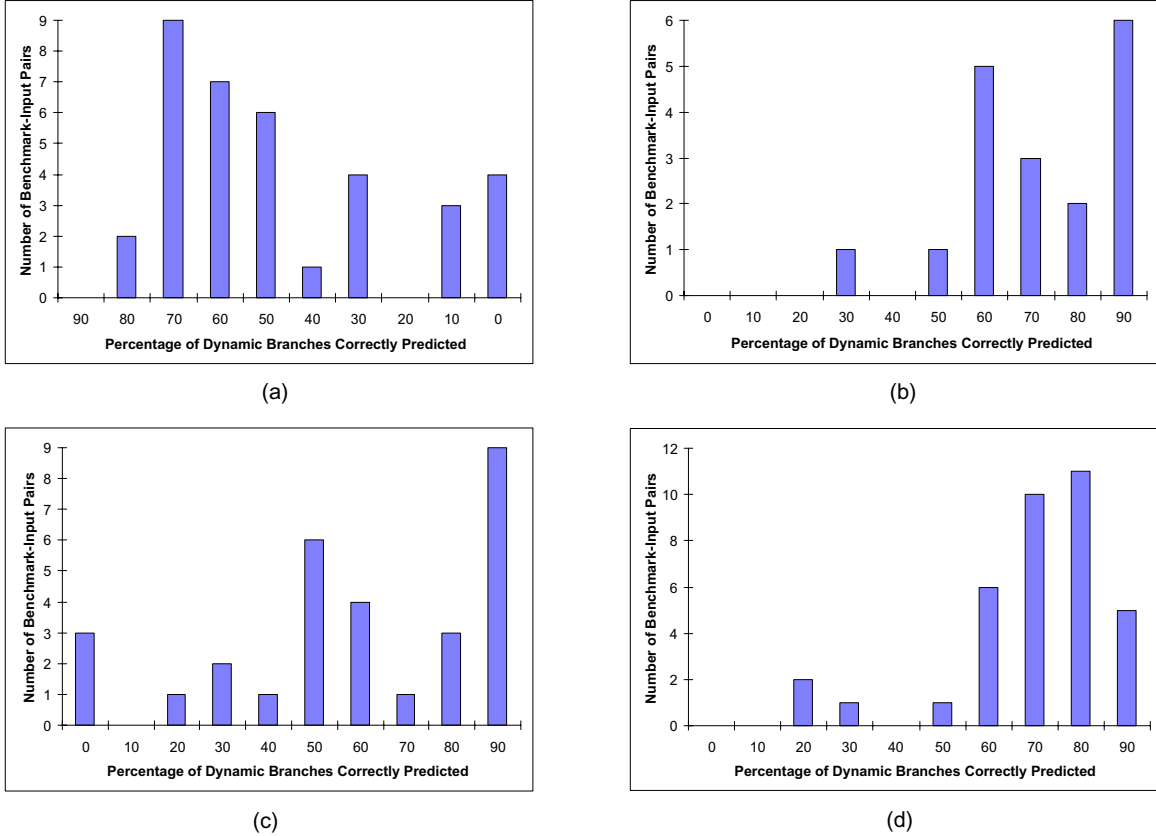 Number of Benchmark-Input Pairs
9
8
7
6
5
4
3
2
1
0
90 80 70 60 50 40 30 20 10 0
Percentage of Dynamic Branches Correctly Predicted
(a)
Number of Benchmark-Input Pairs
6
5
4
3
2
1
0
0 10 20 30 40 50 60 70 80 90
Percentage of Dynamic Branches Correctly Predicted
(b)
Number of Benchmark-Input Pairs
9
8
7
6
5
4
3
2
1
0
0 10 20 30 40 50 60 70 80 90
Percentage of Dynamic Branches Correctly Predicted
(c)
Number of Benchmark-Input Pairs
12
10
8
6
4
2
0
0 10 20 30 40 50 60 70 80 90
Percentage of Dynamic Branches Correctly Predicted
(d)